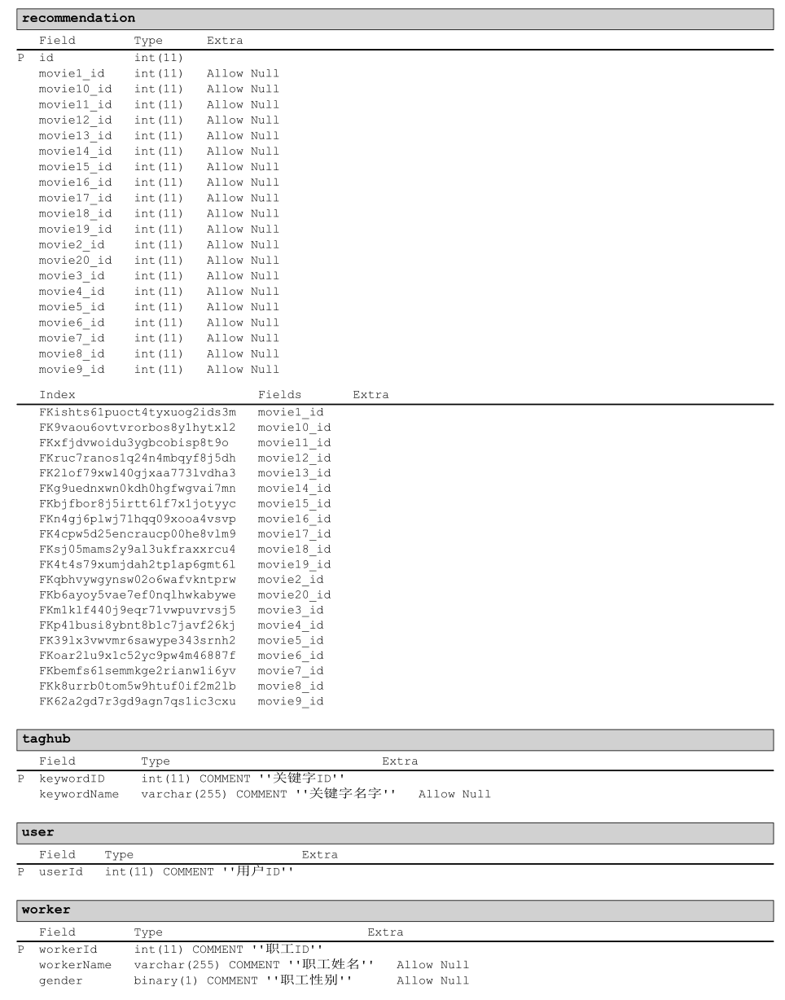 recommendation
Field Type Extra
P id int(11)
movie1_id int(11) Allow Null
movie10_id int(11) Allow Null
movie11_id int(11) Allow Null
movie12_id int(11) Allow Null
movie13_id int(11) Allow Null
movie14_id int(11) Allow Null
movie15_id int(11) Allow Null
movie16_id int(11) Allow Null
movie17_id int(11) Allow Null
movie18_id int(11) Allow Null
movie19_id int(11) Allow Null
movie2_id int(11) Allow Null
movie20_id int(11) Allow Null
movie3_id int(11) Allow Null
movie4_id int(11) Allow Null
movie5_id int(11) Allow Null
movie6_id int(11) Allow Null
movie7_id int(11) Allow Null
movie8_id int(11) Allow Null
movie9_id int(11) Allow Null
Index Fields Extra
FKishts61puoct4tyxuog2ids3m movie1_id
FK9vaou6ovtvrorbos8y1hytxl2 movie10_id
FKxfjdvwoidu3ygbcobisp8t9o movie11_id
FKruc7ranos1q24n4mbqyf8j5dh movie12_id
FK2lof79xwl40gjxaa773lvdha3 movie13_id
FKg9uednxwn0kdh0hgfwgvai7mn movie14_id
FKbjfbor8j5irtt6lf7x1jotyyc movie15_id
FKn4gj6plwj71hqq09xooa4vsvp movie16_id
FK4cpw5d25encraucp00he8vlm9 movie17_id
FKsj05mams2y9al3ukfraxxrcu4 movie18_id
FK4t4s79xumjdah2tp1ap6gmt6l movie19_id
FKqbhvywgynsw02o6wafvkntprw movie2_id
FKb6ayoy5vae7ef0nqlhwkabywe movie20_id
FKm1klf440j9eqr71vwpuvrvsj5 movie3_id
FKp41busi8ybnt8b1c7javf26kj movie4_id
FK39lx3vwvmr6sawype343srnh2 movie5_id
FKoar2lu9x1c52yc9pw4m46887f movie6_id
FKbemfs61semmkge2rianw1i6yv movie7_id
FKk8urrb0tom5w9htuf0if2m2lb movie8_id
FK62a2gd7r3gd9agn7qslic3cxu movie9_id
taghub
Field Type Extra
P keywordID int(11) COMMENT ''关键字ID''
keywordName varchar(255) COMMENT ''关键字名字'' Allow Null
user
Field Type Extra
P userId int(11) COMMENT ''用户ID''
worker
Field Type Extra
P workerId int(11) COMMENT ''职工ID''
workerName varchar(255) COMMENT ''职工姓名'' Allow Null
gender binary(1) COMMENT ''职工性别'' Allow Null